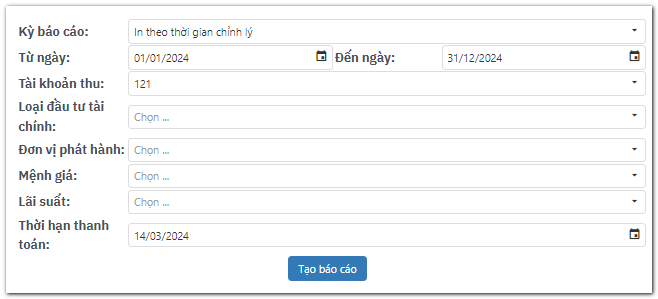 Kỳ báo cáo: In theo thời gian chỉnh lý
Từ ngày: 01/01/2024 Đến ngày: 31/12/2024
Tài khoản thu: 121
Loại đầu tư tài
chính: Chọn ...
Đơn vị phát hành: Chọn ...
Mệnh giá: Chọn ...
Lãi suất: Chọn ...
Thời hạn thanh
toán: 14/03/2024
Tạo báo cáo